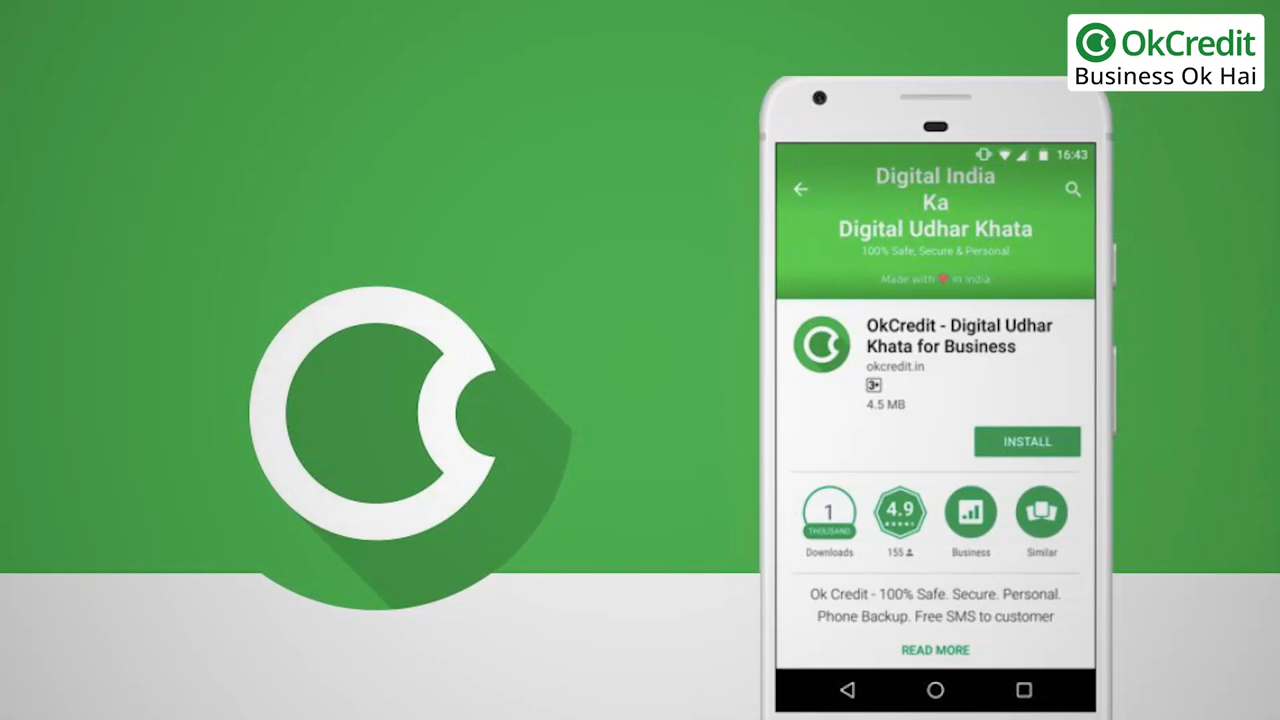 OkCredit
Business Ok Hai
16:43
Digital India
Ka
Digital Udhar Khata
100% Safe, Secure & Personal
Made with ❤ in India
OkCredit - Digital Udhar
Khata for Business
okcredit.in
3+
4.5 MB
INSTALL
1
THOUSAND
Downloads
4.9
155
Business
Similar
Ok Credit - 100% Safe. Secure. Personal.
Phone Backup. Free SMS to customer
READ MORE